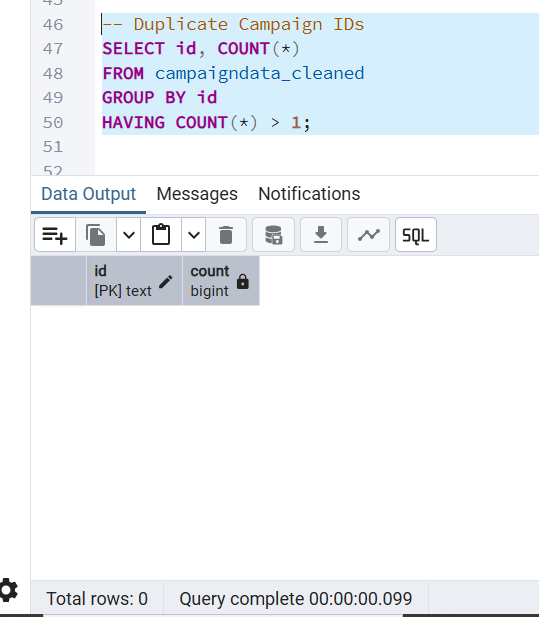 45
46 -- Duplicate Campaign IDs
47 SELECT id, COUNT(*)
48 FROM campaigndata_cleaned
49 GROUP BY id
50 HAVING COUNT(*) > 1;
51
52
Data Output Messages Notifications
SQL
id count
[PK] text bigint
Total rows: 0 Query complete 00:00:00.099